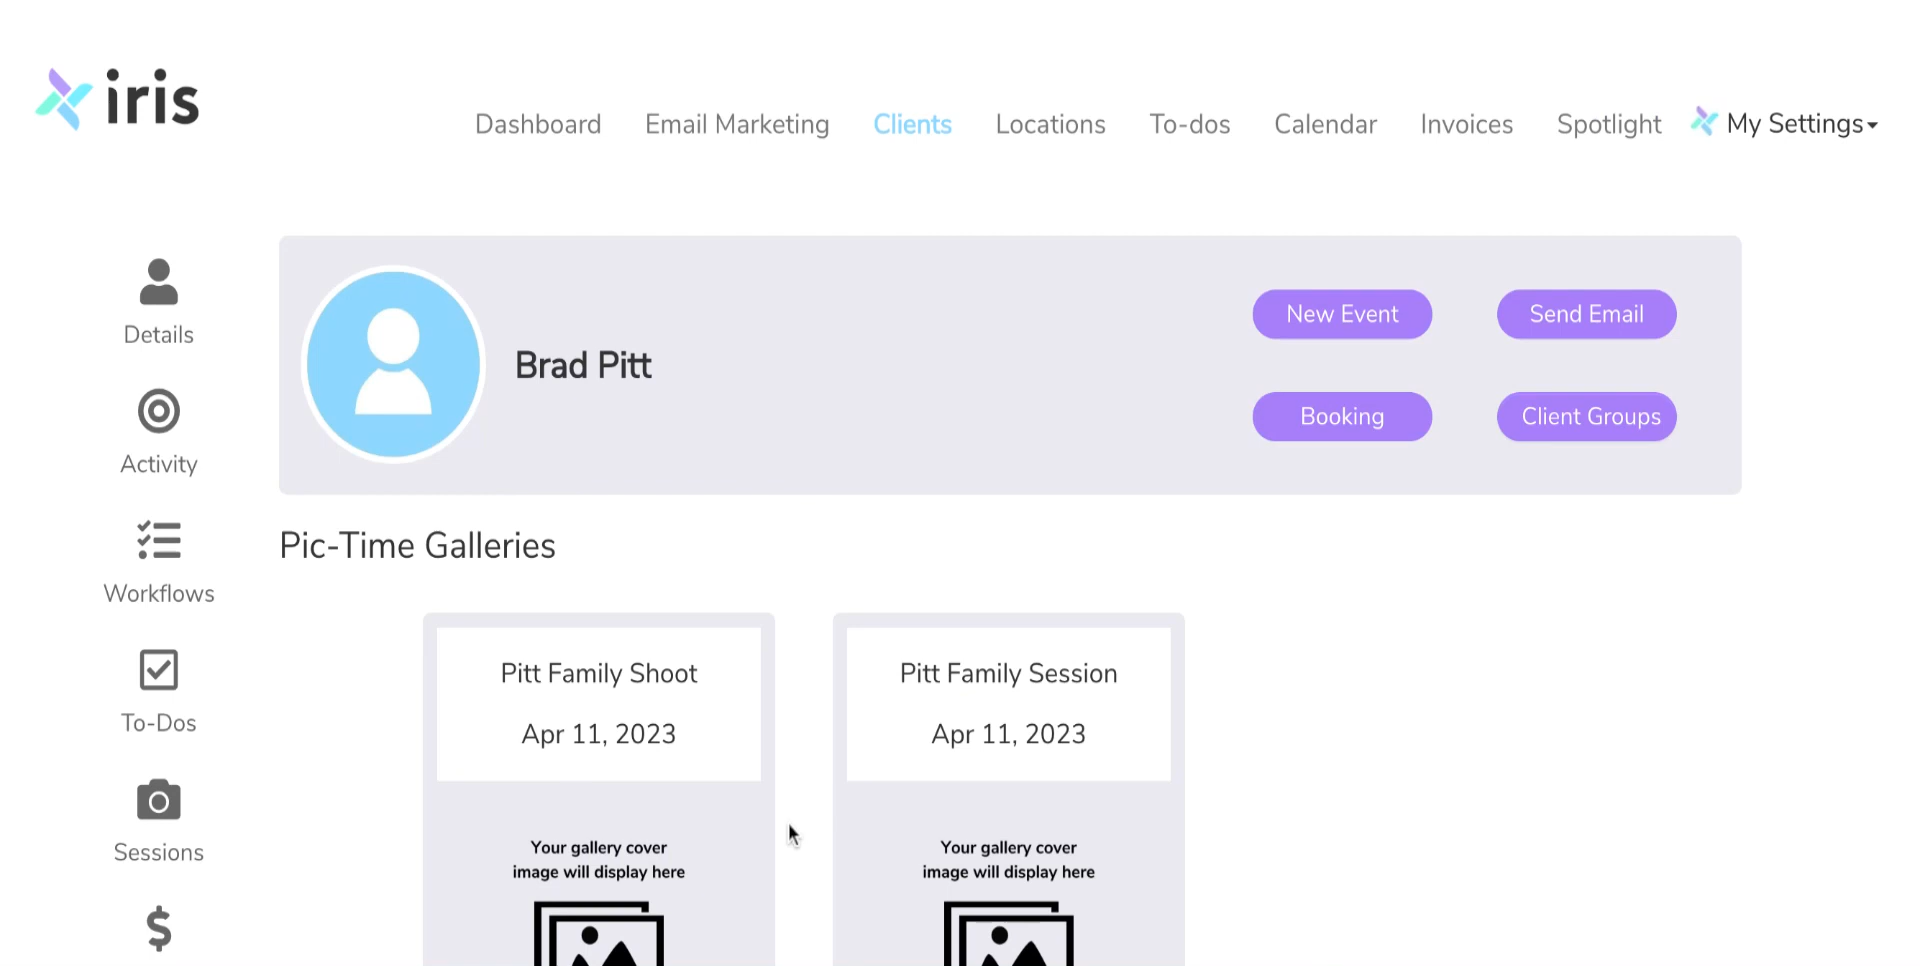 iris
Dashboard Email Marketing Clients Locations To-dos Calendar Invoices Spotlight My Settings
Details
Activity
Workflows
To-Dos
Sessions
$
Brad Pitt
New Event Send Email
Booking Client Groups
Pic-Time Galleries
Pitt Family Shoot
Apr 11, 2023
Your gallery cover
image will display here
Pitt Family Session
Apr 11, 2023
Your gallery cover
image will display here